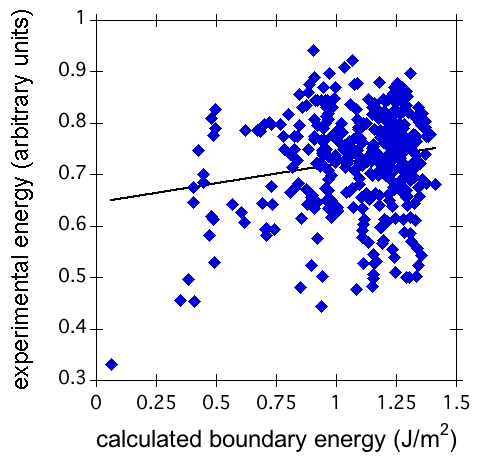 experimental energy (arbitrary units)
1
0.9
0.8
0.7
0.6
0.5
0.4
0.3
0 0.25 0.5 0.75 1 1.25 1.5
calculated boundary energy (J/m²)